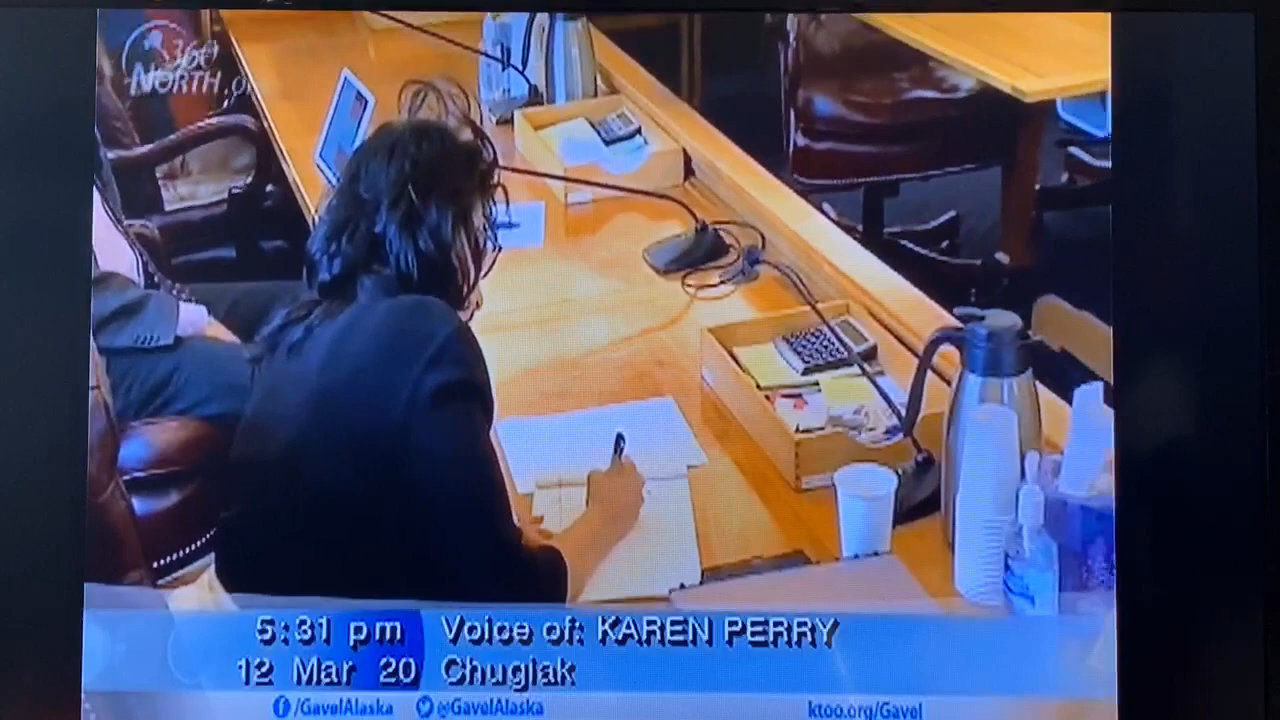 360
NORTH.O
5:31 pm
12 Mar 20
Voice of: KAREN PERRY
Chugiak
/GavelAlaska
@GavelAlaska
ktoo.org/Gavel